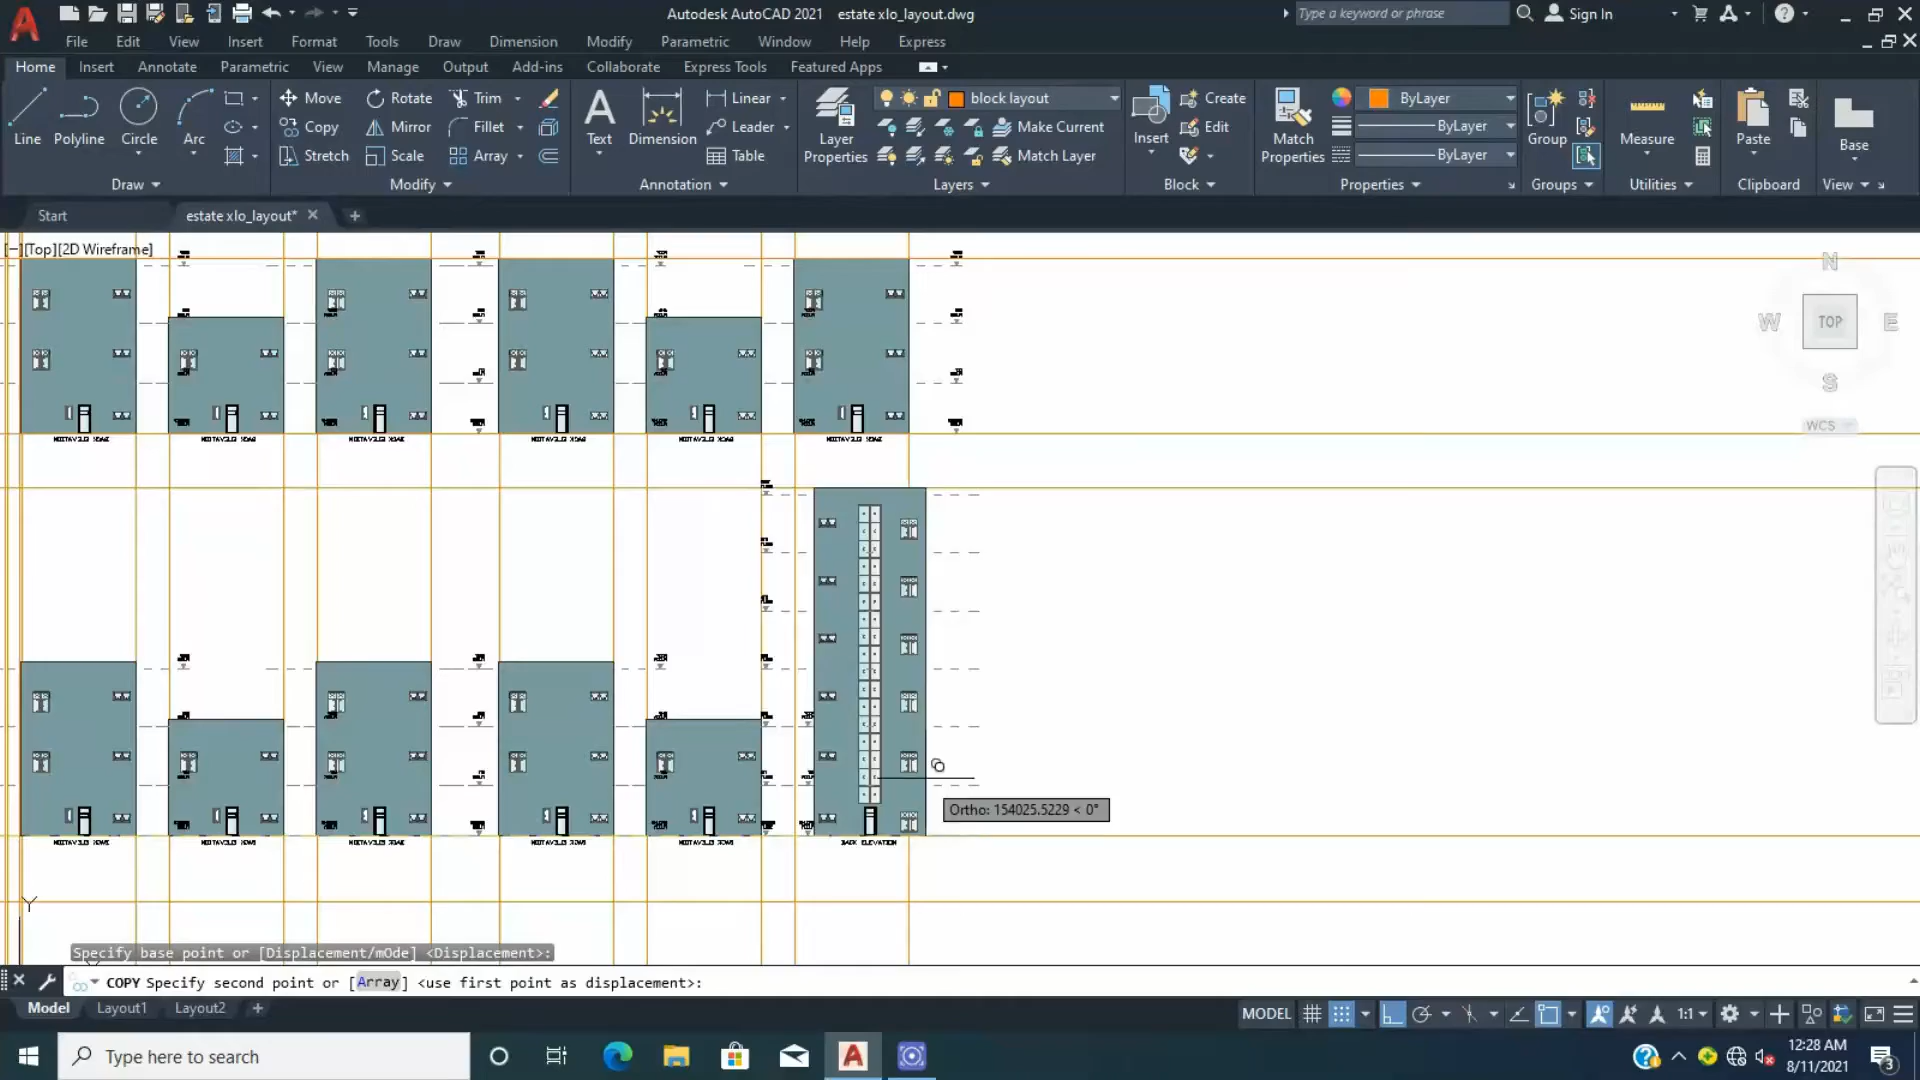 Autodesk AutoCAD 2021 estate xlo_layout.dwg
Type a keyword or phrase
Sign In
File Edit View Insert Format Tools Draw Dimension Modify Parametric Window Help Express
Home Insert Annotate Parametric View Manage Output Add-ins Collaborate Express Tools Featured Apps
Line Polyline Circle Arc
Move Rotate Trim
Copy Mirror Fillet
Stretch Scale Array
Text Dimension
Linear
Leader
Table
Layer Properties
block layout
Make Current
Match Layer
Insert
Create
Edit
Match Properties
ByLayer
ByLayer
ByLayer
Group
Measure
Paste
Base
Draw Modify Annotation Layers Block Properties Groups Utilities Clipboard View
Start estate xlo_layout*
[−][Top][2D Wireframe]
N
W TOP E
S
WCS
BACK ELEVATION
Ortho: 154025.5229 < 0°
Y
Specify base point or [Displacement/mOde] <Displacement>:
COPY Specify second point or [Array] <use first point as displacement>:
Model Layout1 Layout2
MODEL
1:1
Type here to search
12:28 AM
8/11/2021
3